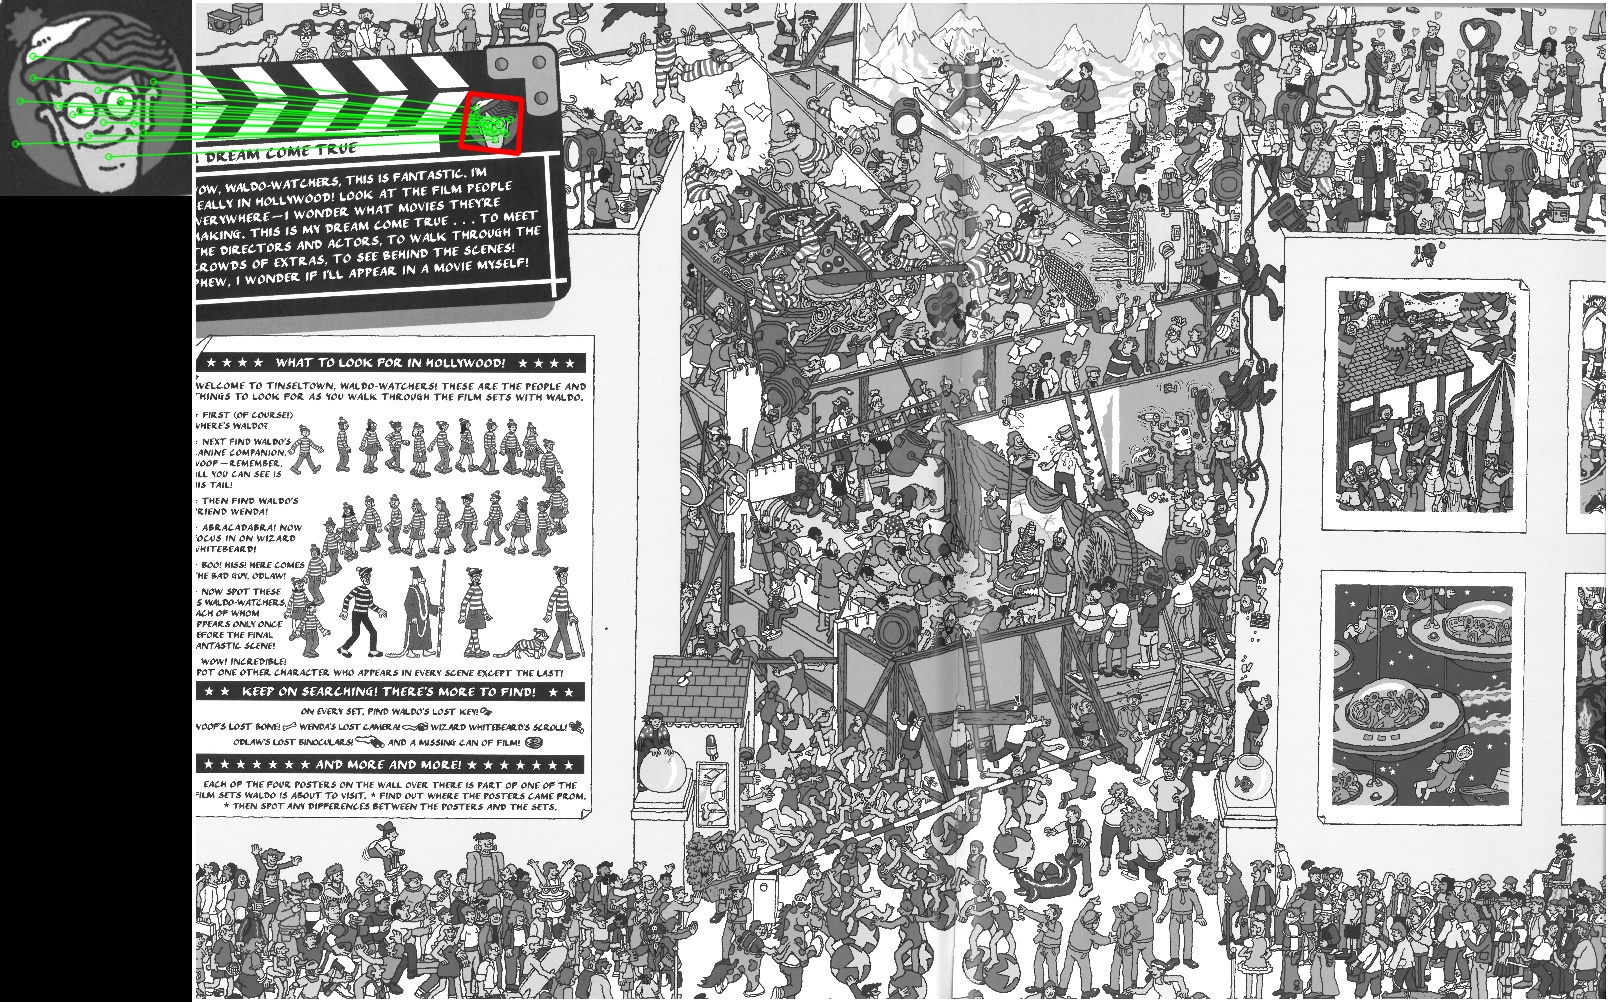 DREAM COME TRUE
OW, WALDO-WATCHERS, THIS IS FANTASTIC. I'M
EALLY IN HOLLYWOOD! LOOK AT THE FILM PEOPLE
VERYWHERE—I WONDER WHAT MOVIES THEY'RE
MAKING. THIS IS MY DREAM COME TRUE . . . TO MEET
HE DIRECTORS AND ACTORS, TO WALK THROUGH THE
CROWDS OF EXTRAS, TO SEE BEHIND THE SCENES!
PHEW, I WONDER IF I'LL APPEAR IN A MOVIE MYSELF!
★ ★ ★ ★ WHAT TO LOOK FOR IN HOLLYWOOD! ★ ★ ★ ★
WELCOME TO TINSELTOWN, WALDO-WATCHERS! THESE ARE THE PEOPLE AND
THINGS TO LOOK FOR AS YOU WALK THROUGH THE FILM SETS WITH WALDO.
FIRST (OF COURSE!)
WHERE'S WALDO?
NEXT FIND WALDO'S
ANINE COMPANION,
WOOF—REMEMBER,
ALL YOU CAN SEE IS
HIS TAIL!
THEN FIND WALDO'S
FRIEND WENDA!
ABRACADABRA! NOW
FOCUS IN ON WIZARD
WHITEBEARD!
BOO! HISS! HERE COMES
THE BAD GUY, ODLAW!
NOW SPOT THESE
5 WALDO-WATCHERS,
ACH OF WHOM
PPEARS ONLY ONCE
EFORE THE FINAL
ANTASTIC SCENE!
WOW! INCREDIBLE!
POT ONE OTHER CHARACTER WHO APPEARS IN EVERY SCENE EXCEPT THE LAST!
★ ★ KEEP ON SEARCHING! THERE'S MORE TO FIND! ★ ★
ON EVERY SET, FIND WALDO'S LOST KEY!
WOOF'S LOST BONE! WENDA'S LOST CAMERA! WIZARD WHITEBEARD'S SCROLL!
ODLAW'S LOST BINOCULARS! AND A MISSING CAN OF FILM!
★ ★ ★ ★ ★ ★ ★ AND MORE AND MORE! ★ ★ ★ ★ ★ ★ ★
EACH OF THE FOUR POSTERS ON THE WALL OVER THERE IS PART OF ONE OF THE
FILM SETS WALDO IS ABOUT TO VISIT. ★ FIND OUT WHERE THE POSTERS CAME FROM.
★ THEN SPOT ANY DIFFERENCES BETWEEN THE POSTERS AND THE SETS.